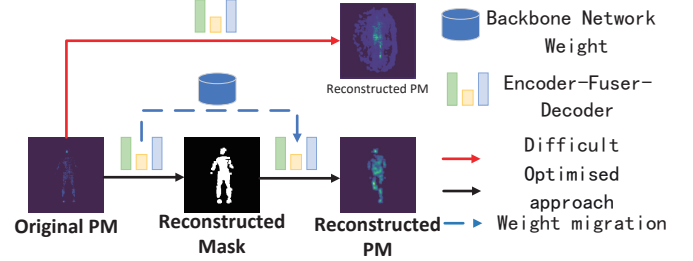 Backbone Network
Weight
Reconstructed PM
Encoder-Fuser-
Decoder
Difficult
Optimised
approach
Weight migration
Original PM
Reconstructed
Mask
Reconstructed
PM